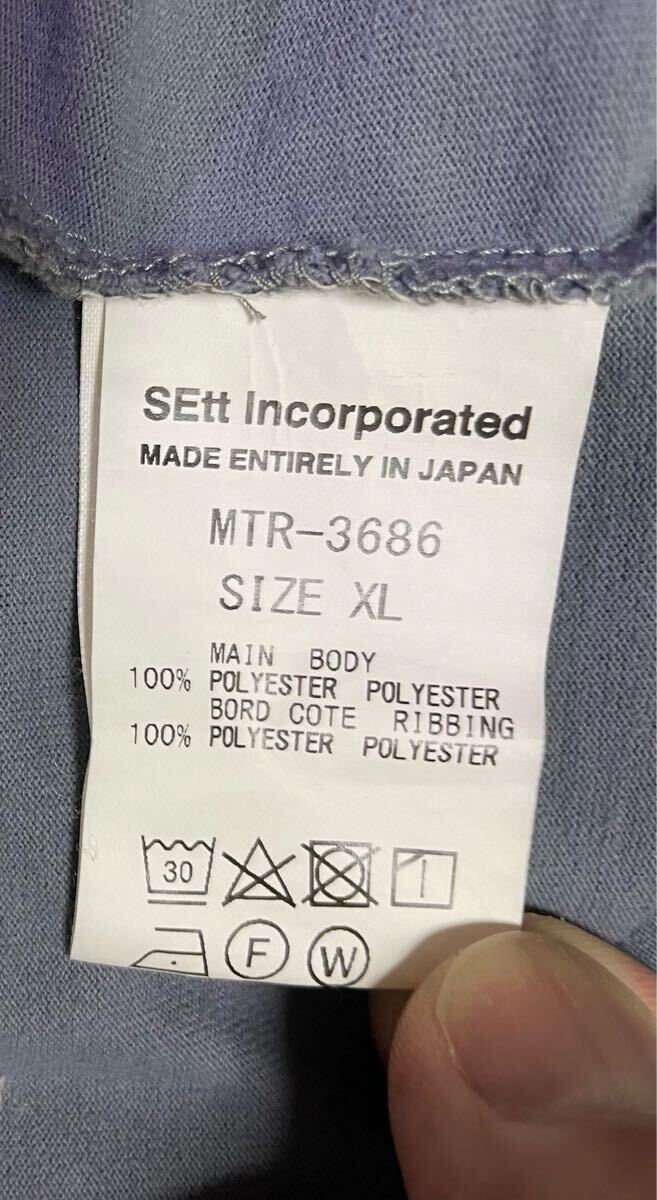 SEtt Incorporated
MADE ENTIRELY IN JAPAN
MTR-3686
SIZE XL
MAIN BODY
100% POLYESTER POLYESTER
BORD COTE RIBBING
100% POLYESTER POLYESTER
30
F W